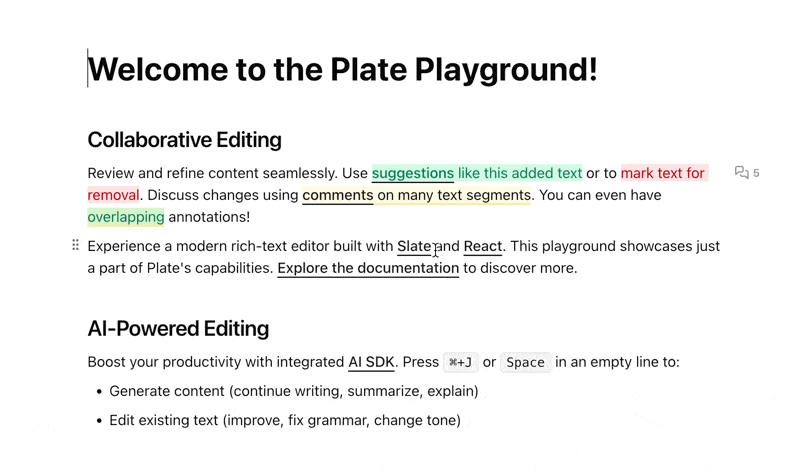 Welcome to the Plate Playground!
Collaborative Editing
Review and refine content seamlessly. Use suggestions like this added text or to mark text for
5
removal. Discuss changes using comments on many text segments. You can even have
overlapping annotations!
Experience a modern rich-text editor built with Slate and React. This playground showcases just
a part of Plate's capabilities. Explore the documentation to discover more.
AI-Powered Editing
Boost your productivity with integrated AI SDK. Press ⌘+J or Space in an empty line to:
• Generate content (continue writing, summarize, explain)
• Edit existing text (improve, fix grammar, change tone)